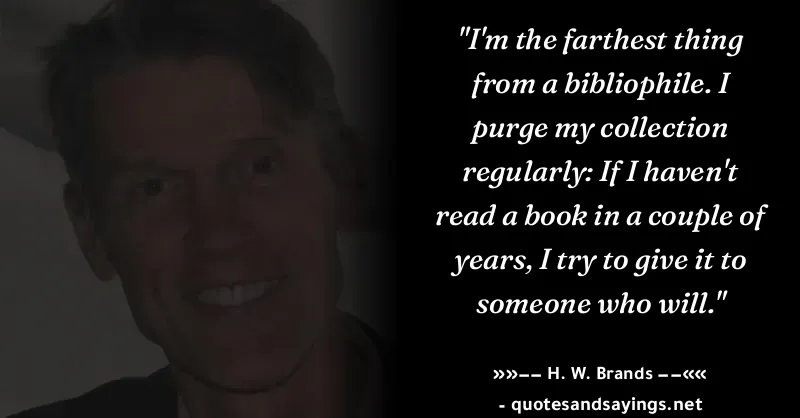 "I'm the farthest thing
from a bibliophile. I
purge my collection
regularly: If I haven't
read a book in a couple of
years, I try to give it to
someone who will."
»»−− H. W. Brands −−««
- quotesandsayings.net